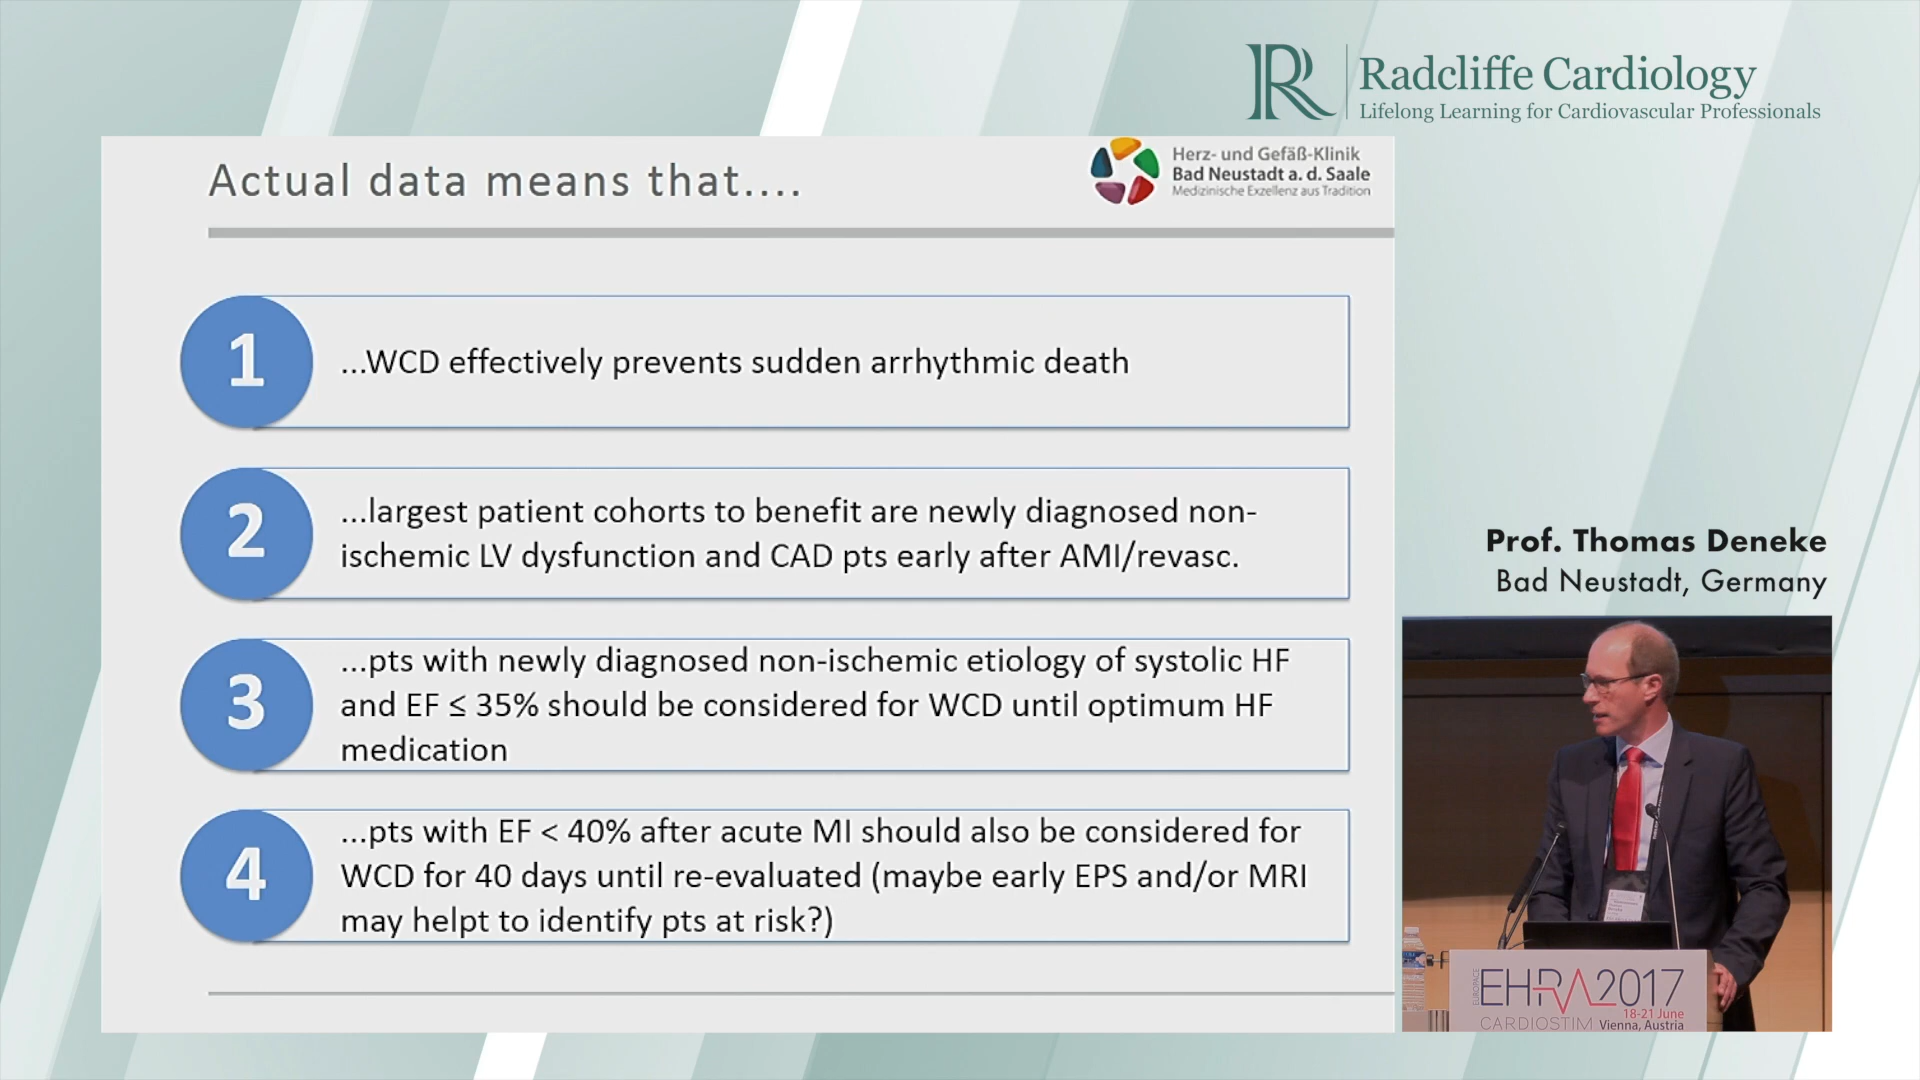 Radcliffe Cardiology
Lifelong Learning for Cardiovascular Professionals
Actual data means that....
Herz- und Gefäß-Klinik
Bad Neustadt a. d. Saale
Medizinische Exzellenz aus Tradition
1
...WCD effectively prevents sudden arrhythmic death
2
...largest patient cohorts to benefit are newly diagnosed non-
ischemic LV dysfunction and CAD pts early after AMI/revasc.
3
...pts with newly diagnosed non-ischemic etiology of systolic HF
and EF ≤ 35% should be considered for WCD until optimum HF
medication
4
...pts with EF < 40% after acute MI should also be considered for
WCD for 40 days until re-evaluated (maybe early EPS and/or MRI
may helpt to identify pts at risk?)
Prof. Thomas Deneke
Bad Neustadt, Germany
EUROPACE
EHRA2017
18-21 June
CARDIOSTIM Vienna, Austria